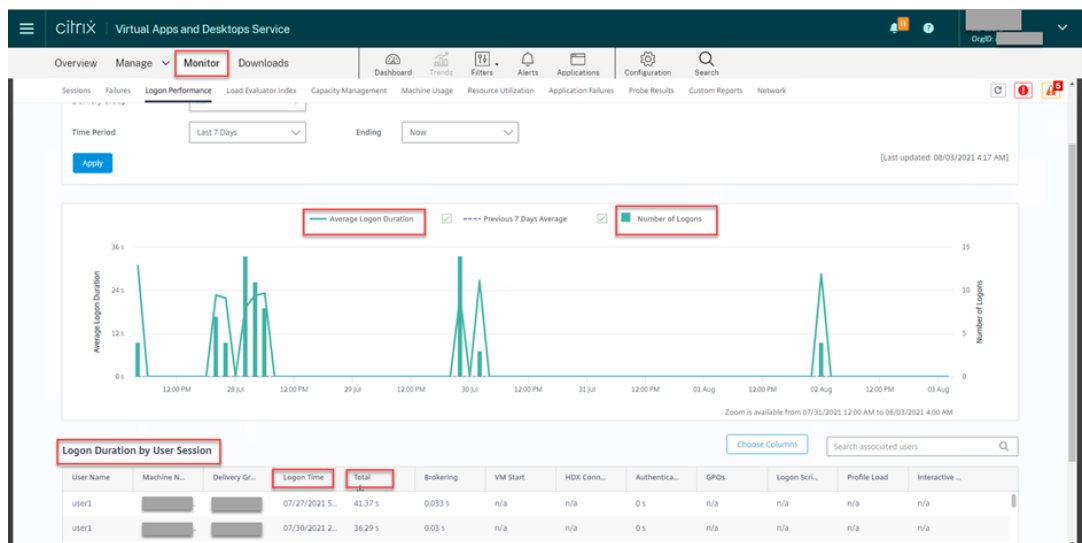 citrix Virtual Apps and Desktops Service 11 ?
OrgID:
Overview Manage Monitor Downloads Dashboard Trends Filters Alerts Applications Configuration Search
Sessions Failures Logon Performance Load Evaluator Index Capacity Management Machine Usage Resource Utilization Application Failures Probe Results Custom Reports Network 5
Time Period Last 7 Days Ending Now
Apply [Last updated: 08/03/2021 4:17 AM]
Average Logon Duration Previous 7 Days Average Number of Logons
36 s 15
24 s 10
12 s 5
0 s 0
Average Logon Duration
Number of Logons
12:00 PM 28 Jul 12:00 PM 29 Jul 12:00 PM 30 Jul 12:00 PM 31 Jul 12:00 PM 01 Aug 12:00 PM 02 Aug 12:00 PM 03 Aug
Zoom is available from 07/31/2021 12:00 AM to 08/03/2021 4:00 AM
Logon Duration by User Session Choose Columns Search associated users
User Name Machine N... Delivery Gr... Logon Time Total Brokering VM Start HDX Conn... Authentica... GPOs Logon Scri... Profile Load Interactive ...
user1 07/27/2021 5... 41.37 s 0.033 s n/a n/a 0 s n/a n/a n/a n/a
user1 07/30/2021 2... 36.29 s 0.03 s n/a n/a 0 s n/a n/a n/a n/a